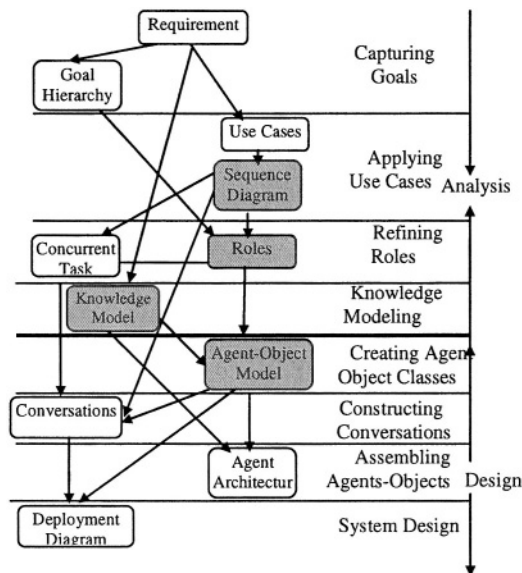 Requirement
Capturing
Goals
Goal
Hierarchy
Use Cases
Applying
Use Cases
Analysis
Sequence
Diagram
Refining
Roles
Concurrent
Task
Roles
Knowledge
Model
Knowledge
Modeling
Agent-Object
Model
Creating Agen
Object Classes
Conversations
Constructing
Conversations
Agent
Architectur
Assembling
Agents-Objects
Design
Deployment
Diagram
System Design